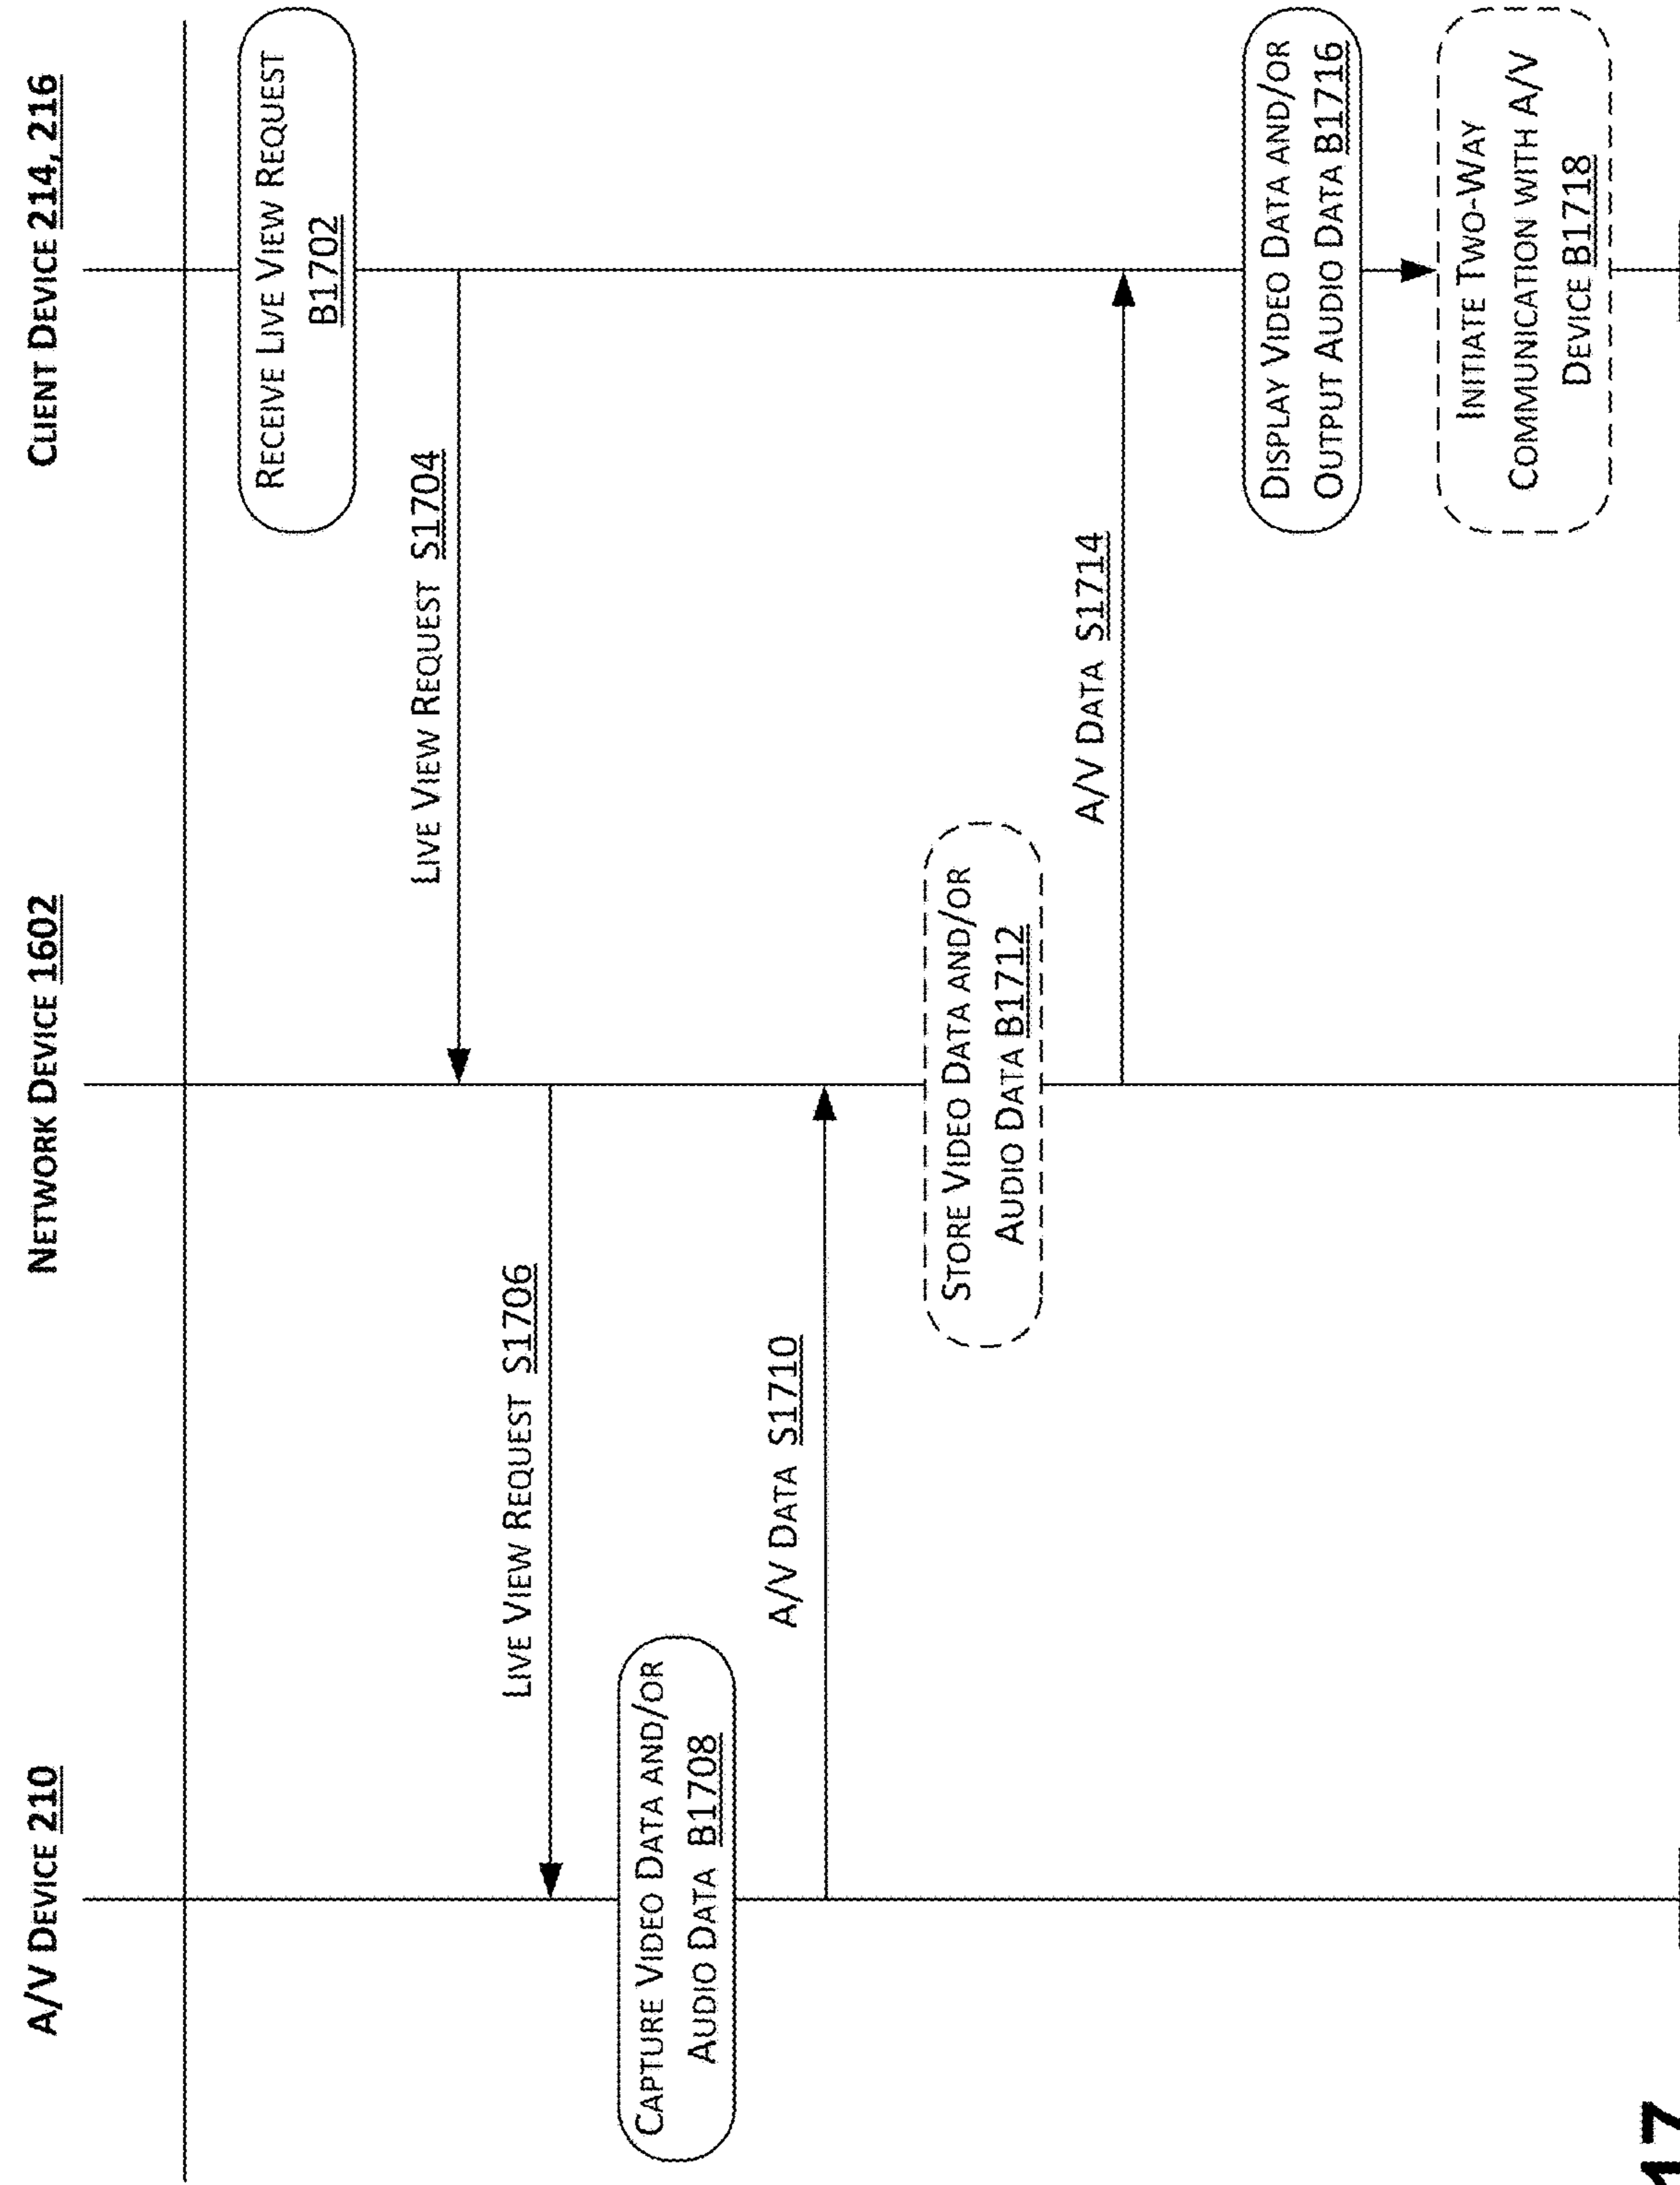 A/V DEVICE 210
NETWORK DEVICE 1602
CLIENT DEVICE 214, 216
RECEIVE LIVE VIEW REQUEST
B1702
LIVE VIEW REQUEST S1704
LIVE VIEW REQUEST S1706
CAPTURE VIDEO DATA AND/OR
AUDIO DATA B1708
A/V DATA S1710
STORE VIDEO DATA AND/OR
AUDIO DATA B1712
A/V DATA S1714
DISPLAY VIDEO DATA AND/OR
OUTPUT AUDIO DATA B1716
INITIATE TWO-WAY
COMMUNICATION WITH A/V
DEVICE B1718
17